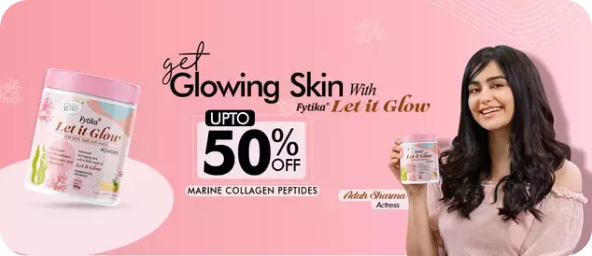 get
Glowing Skin With
Fytika® Let it Glow
UPTO
50% OFF
MARINE COLLAGEN PEPTIDES
Adah Sharma
Actress
Fytika®
Let it Glow